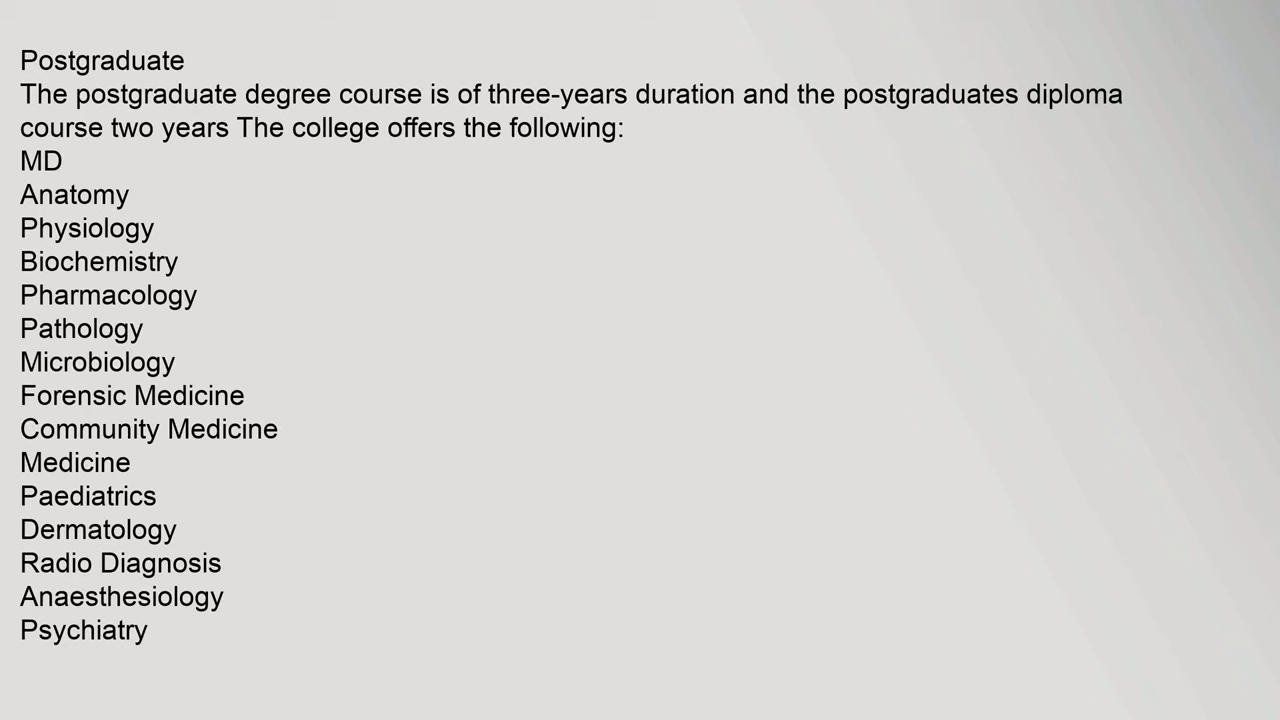 Postgraduate
The postgraduate degree course is of three-years duration and the postgraduates diploma
course two years The college offers the following:
MD
Anatomy
Physiology
Biochemistry
Pharmacology
Pathology
Microbiology
Forensic Medicine
Community Medicine
Medicine
Paediatrics
Dermatology
Radio Diagnosis
Anaesthesiology
Psychiatry